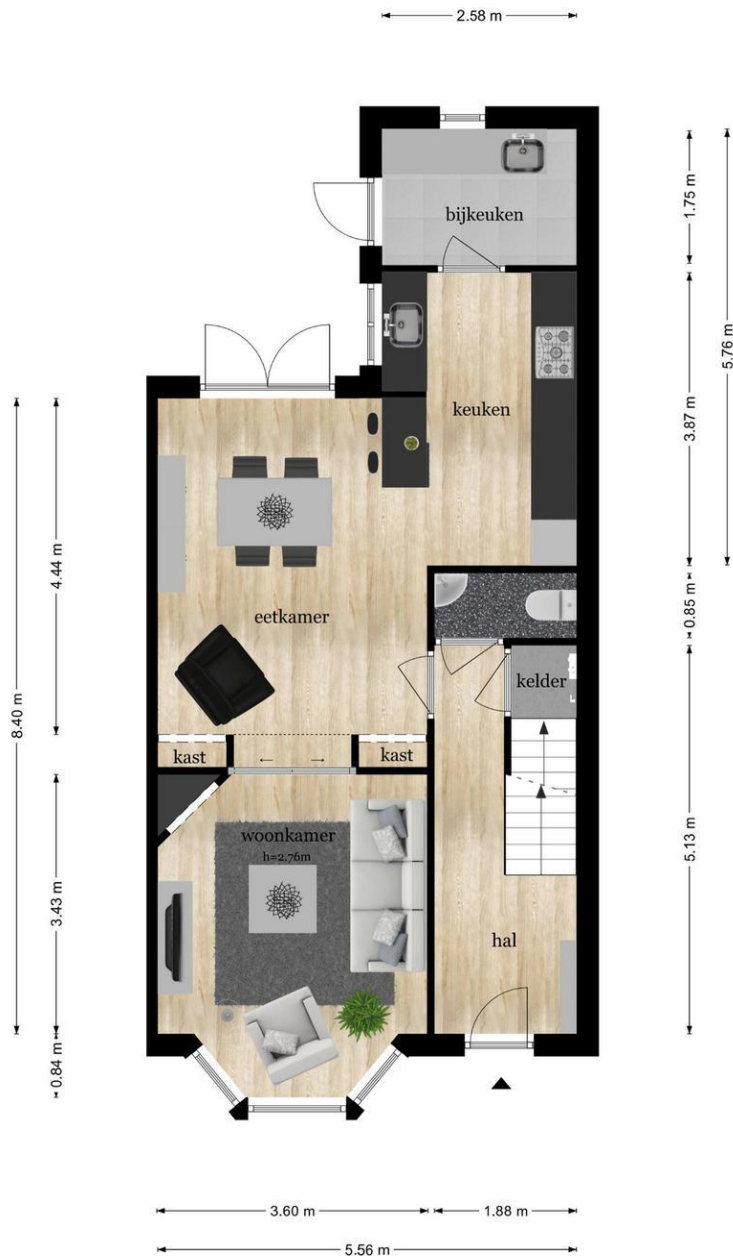 2.58 m
bijkeuken
1.75 m
5.76 m
keuken
3.87 m
4.44 m
eetkamer
0.85 m
8.40 m
kelder
kast
kast
woonkamer
h=2.76m
5.13 m
3.43 m
hal
0.84 m
3.60 m
1.88 m
5.56 m